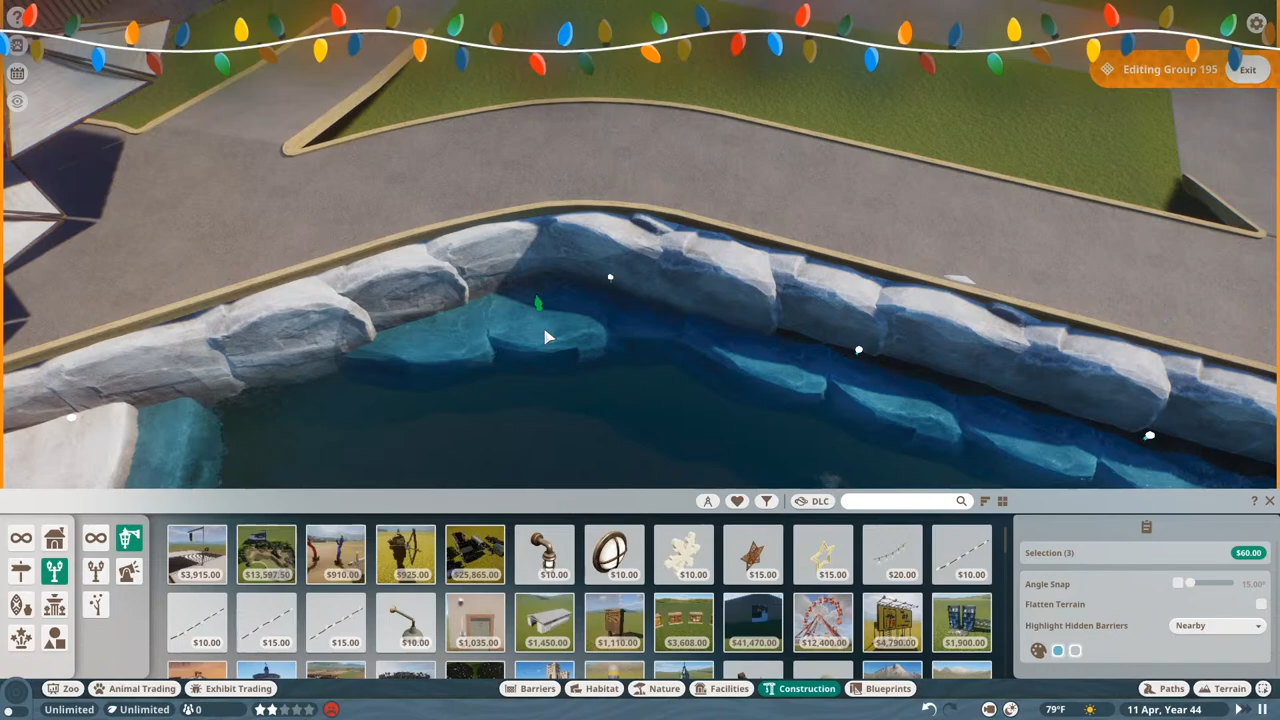 Editing Group 195
Exit
DLC
$3,915.00
$13,597.50
$910.00
$925.00
$25,865.00
$10.00
$10.00
$10.00
$15.00
$15.00
$20.00
$10.00
$10.00
$15.00
$15.00
$10.00
$1,035.00
$1,450.00
$1,110.00
$3,608.00
$41,470.00
$12,400.00
$4,790.00
$1,900.00
Selection (3)
$60.00
Angle Snap
15.00°
Flatten Terrain
Highlight Hidden Barriers
Nearby
Zoo
Animal Trading
Exhibit Trading
Barriers
Habitat
Nature
Facilities
Construction
Blueprints
Paths
Terrain
Unlimited
Unlimited
0
79°F
11 Apr, Year 44